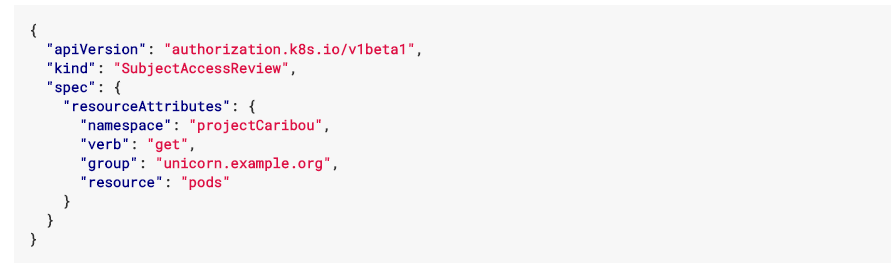 {
  "apiVersion": "authorization.k8s.io/v1beta1",
  "kind": "SubjectAccessReview",
  "spec": {
    "resourceAttributes": {
      "namespace": "projectCaribou",
      "verb": "get",
      "group": "unicorn.example.org",
      "resource": "pods"
    }
  }
}